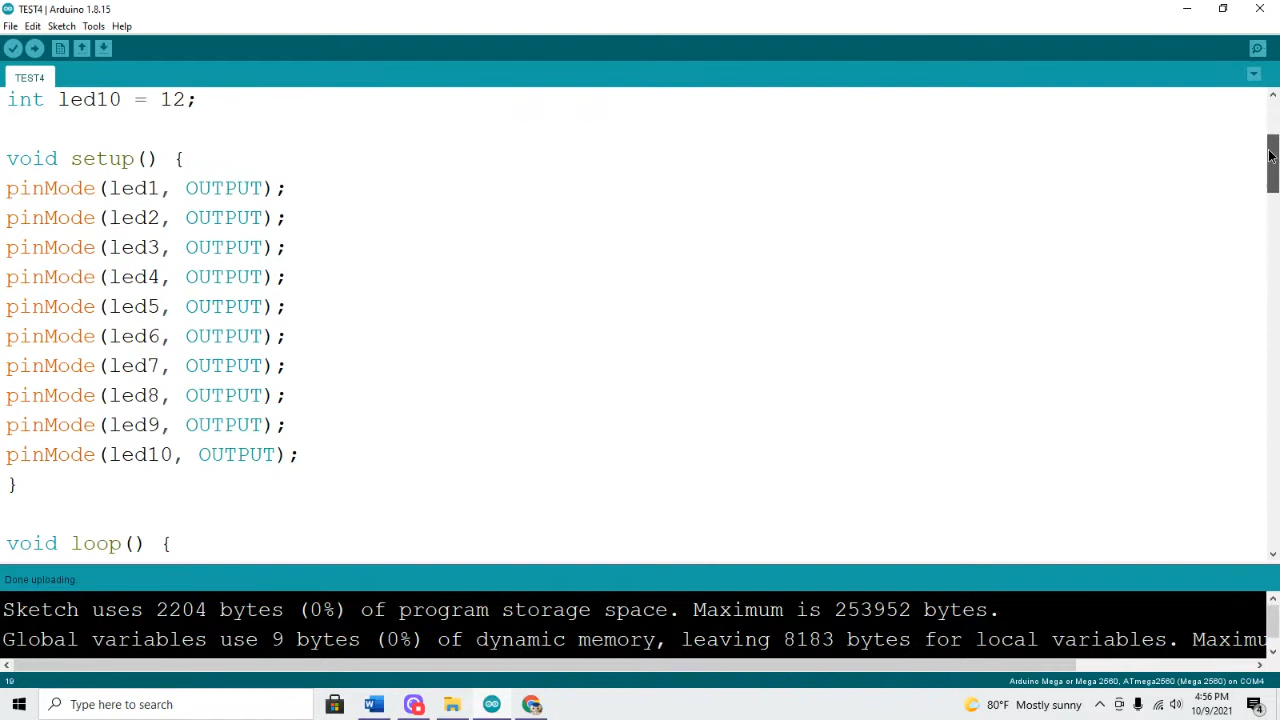 TEST4 | Arduino 1.8.15
File Edit Sketch Tools Help
TEST4
int led10 = 12;
void setup() {
pinMode(led1, OUTPUT);
pinMode(led2, OUTPUT);
pinMode(led3, OUTPUT);
pinMode(led4, OUTPUT);
pinMode(led5, OUTPUT);
pinMode(led6, OUTPUT);
pinMode(led7, OUTPUT);
pinMode(led8, OUTPUT);
pinMode(led9, OUTPUT);
pinMode(led10, OUTPUT);
}
void loop() {
Done uploading.
Sketch uses 2204 bytes (0%) of program storage space. Maximum is 253952 bytes.
Global variables use 9 bytes (0%) of dynamic memory, leaving 8183 bytes for local variables. Maximu
19
Arduino Mega or Mega 2560, ATmega2560 (Mega 2560) on COM4
Type here to search
80°F Mostly sunny
4:56 PM
10/9/2021
4